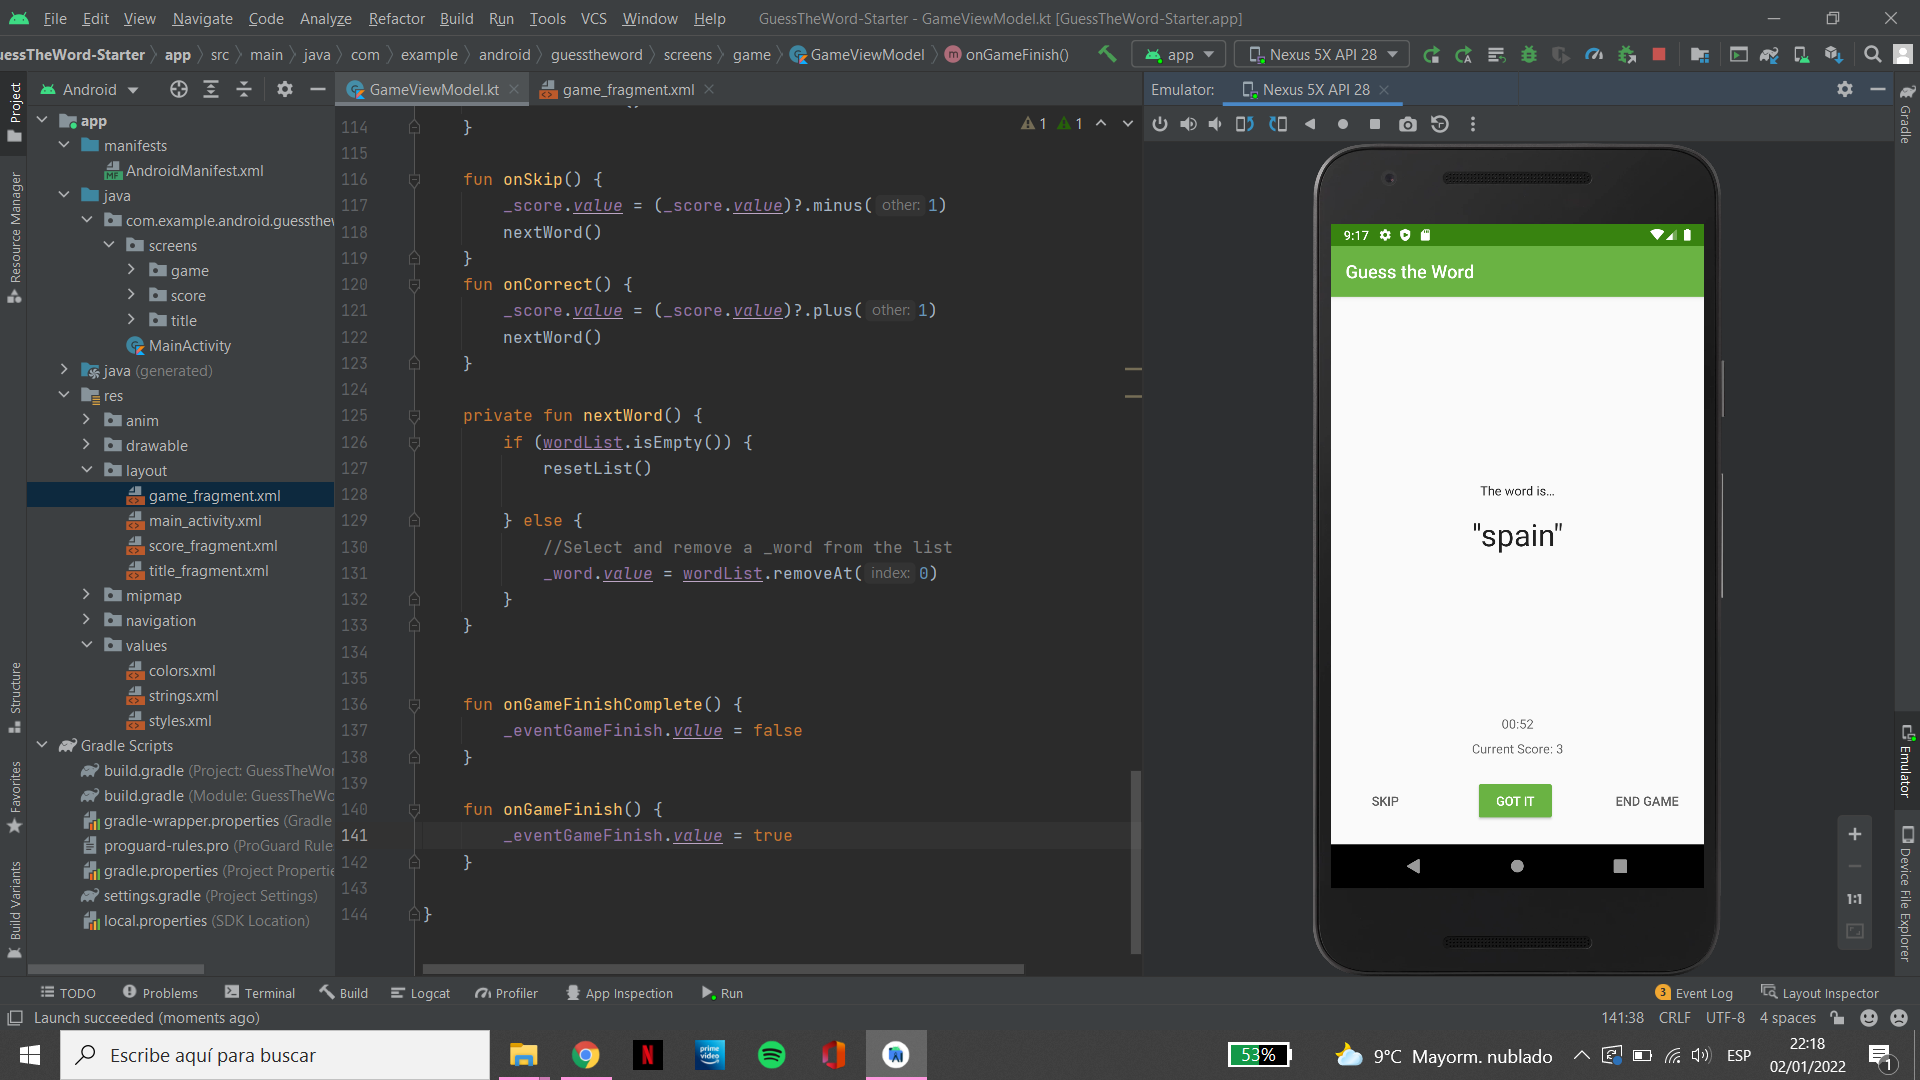 File Edit View Navigate Code Analyze Refactor Build Run Tools VCS Window Help GuessTheWord-Starter - GameViewModel.kt [GuessTheWord-Starter.app]
uessTheWord-Starter app src main java com example android guesstheword screens game GameViewModel onGameFinish() app Nexus 5X API 28
Project
Resource Manager
Structure
Favorites
Build Variants
Android
app
manifests
AndroidManifest.xml
java
com.example.android.guessthew
screens
game
score
title
MainActivity
java (generated)
res
anim
drawable
layout
game_fragment.xml
main_activity.xml
score_fragment.xml
title_fragment.xml
mipmap
navigation
values
colors.xml
strings.xml
styles.xml
Gradle Scripts
build.gradle (Project: GuessTheWor
build.gradle (Module: GuessTheWo
gradle-wrapper.properties (Gradle
proguard-rules.pro (ProGuard Rule
gradle.properties (Project Propertie
settings.gradle (Project Settings)
local.properties (SDK Location)
GameViewModel.kt game_fragment.xml
1 1
114 }
115
116 fun onSkip() {
117 _score.value = (_score.value)?.minus( other: 1)
118 nextWord()
119 }
120 fun onCorrect() {
121 _score.value = (_score.value)?.plus( other: 1)
122 nextWord()
123 }
124
125 private fun nextWord() {
126 if (wordList.isEmpty()) {
127 resetList()
128
129 } else {
130 //Select and remove a _word from the list
131 _word.value = wordList.removeAt( index: 0)
132 }
133 }
134
135
136 fun onGameFinishComplete() {
137 _eventGameFinish.value = false
138 }
139
140 fun onGameFinish() {
141 _eventGameFinish.value = true
142 }
143
144 }
Emulator: Nexus 5X API 28
9:17
Guess the Word
The word is...
"spain"
00:52
Current Score: 3
SKIP GOT IT END GAME
1:1
Gradle
Emulator
Device File Explorer
TODO Problems Terminal Build Logcat Profiler App Inspection Run 3 Event Log Layout Inspector
Launch succeeded (moments ago) 141:38 CRLF UTF-8 4 spaces
Escribe aquí para buscar
N
prime video
53%
9°C Mayorm. nublado
ESP
22:18
02/01/2022
1